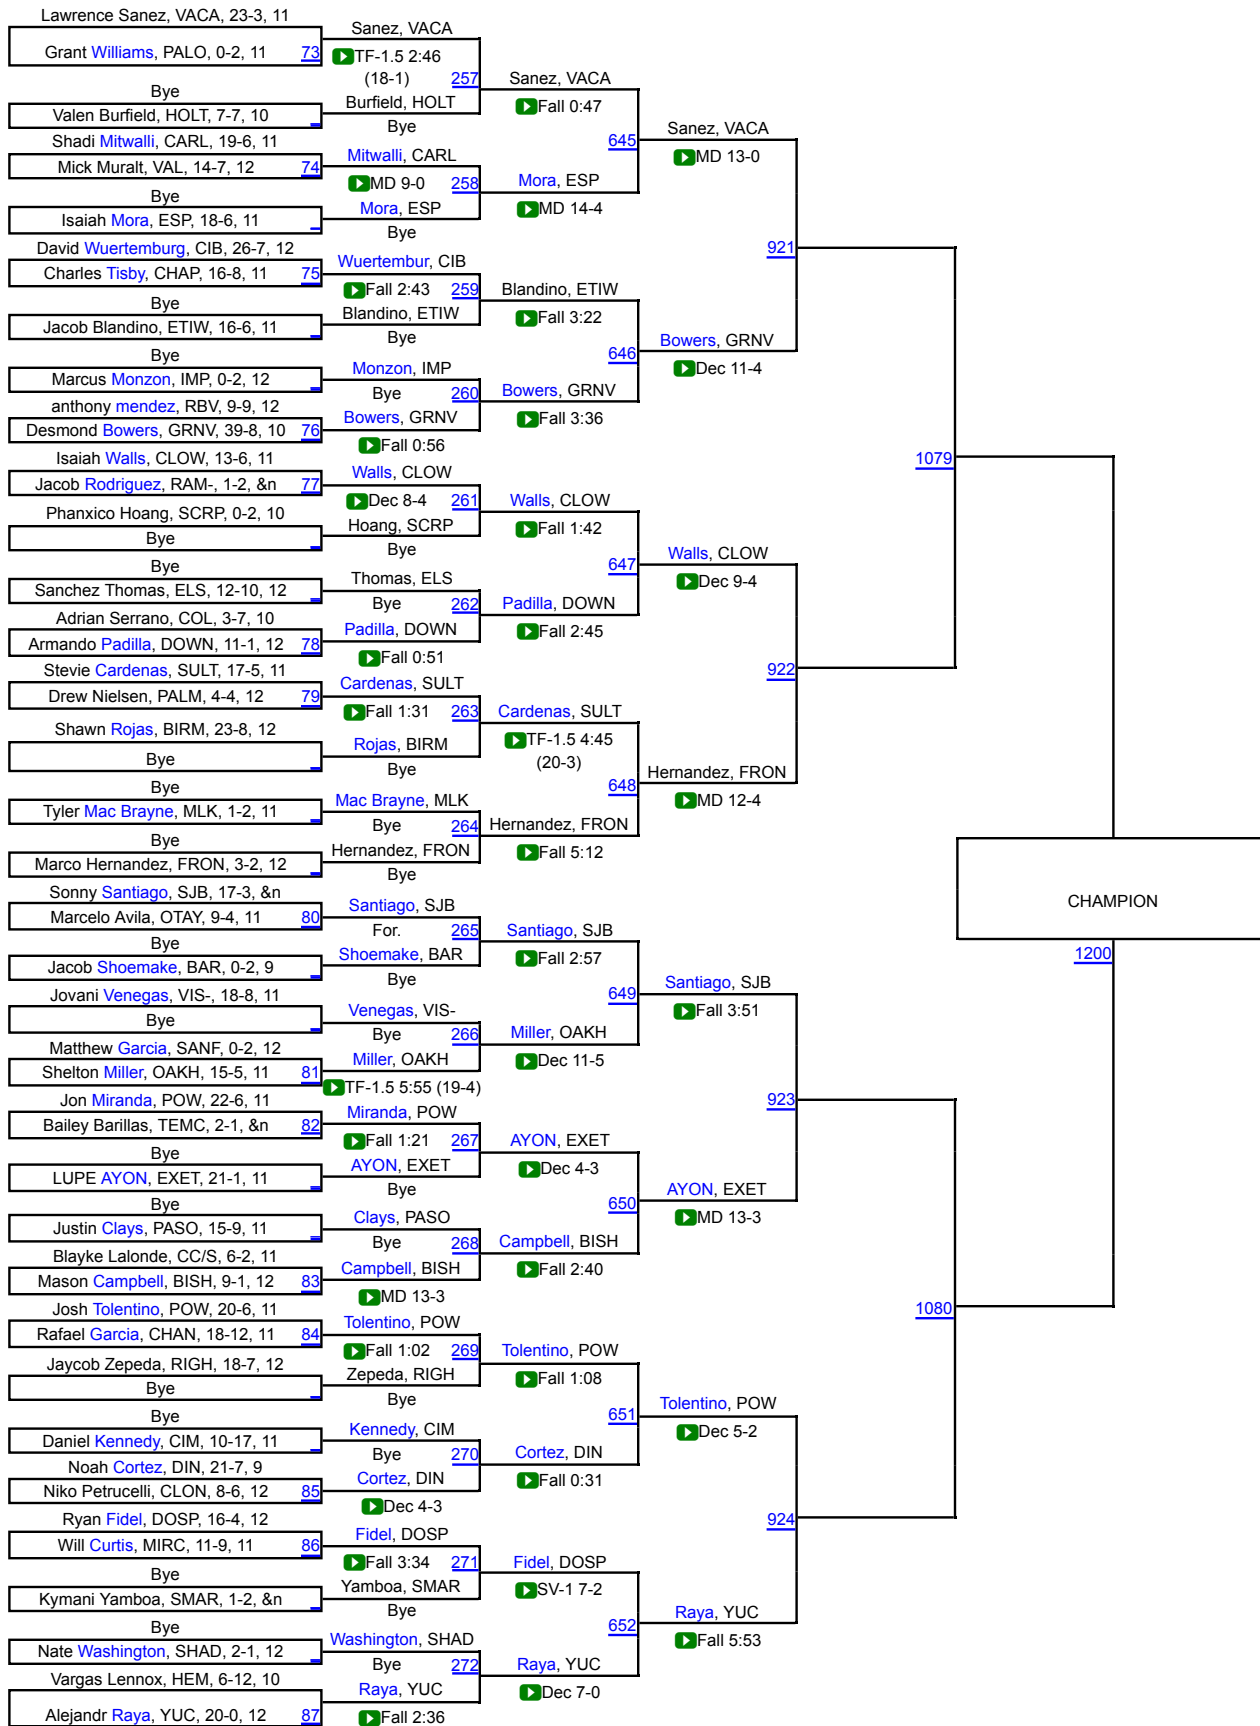 Lawrence Sanez, VACA, 23-3, 11
Grant Williams, PALO, 0-2, 11 73
Bye
Valen Burfield, HOLT, 7-7, 10
Shadi Mitwalli, CARL, 19-6, 11
Mick Muralt, VAL, 14-7, 12 74
Bye
Isaiah Mora, ESP, 18-6, 11
David Wuertemburg, CIB, 26-7, 12
Charles Tisby, CHAP, 16-8, 11 75
Bye
Jacob Blandino, ETIW, 16-6, 11
Bye
Marcus Monzon, IMP, 0-2, 12
anthony mendez, RBV, 9-9, 12
Desmond Bowers, GRNV, 39-8, 10 76
Isaiah Walls, CLOW, 13-6, 11
Jacob Rodriguez, RAM-, 1-2, &n 77
Phanxico Hoang, SCRP, 0-2, 10
Bye
Bye
Sanchez Thomas, ELS, 12-10, 12
Adrian Serrano, COL, 3-7, 10
Armando Padilla, DOWN, 11-1, 12 78
Stevie Cardenas, SULT, 17-5, 11
Drew Nielsen, PALM, 4-4, 12 79
Shawn Rojas, BIRM, 23-8, 12
Bye
Bye
Tyler Mac Brayne, MLK, 1-2, 11
Bye
Marco Hernandez, FRON, 3-2, 12
Sonny Santiago, SJB, 17-3, &n
Marcelo Avila, OTAY, 9-4, 11 80
Bye
Jacob Shoemake, BAR, 0-2, 9
Jovani Venegas, VIS-, 18-8, 11
Bye
Matthew Garcia, SANF, 0-2, 12
Shelton Miller, OAKH, 15-5, 11 81
Jon Miranda, POW, 22-6, 11
Bailey Barillas, TEMC, 2-1, &n 82
Bye
LUPE AYON, EXET, 21-1, 11
Bye
Justin Clays, PASO, 15-9, 11
Blayke Lalonde, CC/S, 6-2, 11
Mason Campbell, BISH, 9-1, 12 83
Josh Tolentino, POW, 20-6, 11
Rafael Garcia, CHAN, 18-12, 11 84
Jaycob Zepeda, RIGH, 18-7, 12
Bye
Bye
Daniel Kennedy, CIM, 10-17, 11
Noah Cortez, DIN, 21-7, 9
Niko Petrucelli, CLON, 8-6, 12 85
Ryan Fidel, DOSP, 16-4, 12
Will Curtis, MIRC, 11-9, 11 86
Bye
Kymani Yamboa, SMAR, 1-2, &n
Bye
Nate Washington, SHAD, 2-1, 12
Vargas Lennox, HEM, 6-12, 10
Alejandr Raya, YUC, 20-0, 12 87
Sanez, VACA
TF-1.5 2:46
(18-1) 257
Burfield, HOLT
Bye
Mitwalli, CARL
MD 9-0 258
Mora, ESP
Bye
Wuertembur, CIB
Fall 2:43 259
Blandino, ETIW
Bye
Monzon, IMP
Bye 260
Bowers, GRNV
Fall 0:56
Walls, CLOW
Dec 8-4 261
Hoang, SCRP
Bye
Thomas, ELS
Bye 262
Padilla, DOWN
Fall 0:51
Cardenas, SULT
Fall 1:31 263
Rojas, BIRM
Bye
Mac Brayne, MLK
Bye 264
Hernandez, FRON
Bye
Santiago, SJB
For. 265
Shoemake, BAR
Bye
Venegas, VIS-
Bye 266
Miller, OAKH
TF-1.5 5:55 (19-4)
Miranda, POW
Fall 1:21 267
AYON, EXET
Bye
Clays, PASO
Bye 268
Campbell, BISH
MD 13-3
Tolentino, POW
Fall 1:02 269
Zepeda, RIGH
Bye
Kennedy, CIM
Bye 270
Cortez, DIN
Dec 4-3
Fidel, DOSP
Fall 3:34 271
Yamboa, SMAR
Bye
Washington, SHAD
Bye 272
Raya, YUC
Fall 2:36
Sanez, VACA
Fall 0:47
645
Mora, ESP
MD 14-4
Blandino, ETIW
Fall 3:22
646
Bowers, GRNV
Fall 3:36
Walls, CLOW
Fall 1:42
647
Padilla, DOWN
Fall 2:45
Cardenas, SULT
TF-1.5 4:45
(20-3)
648
Hernandez, FRON
Fall 5:12
Santiago, SJB
Fall 2:57
649
Miller, OAKH
Dec 11-5
AYON, EXET
Dec 4-3
650
Campbell, BISH
Fall 2:40
Tolentino, POW
Fall 1:08
651
Cortez, DIN
Fall 0:31
Fidel, DOSP
SV-1 7-2
652
Raya, YUC
Dec 7-0
Sanez, VACA
MD 13-0
921
Bowers, GRNV
Dec 11-4
Walls, CLOW
Dec 9-4
922
Hernandez, FRON
MD 12-4
Santiago, SJB
Fall 3:51
923
AYON, EXET
MD 13-3
Tolentino, POW
Dec 5-2
924
Raya, YUC
Fall 5:53
1079
1080
CHAMPION
1200